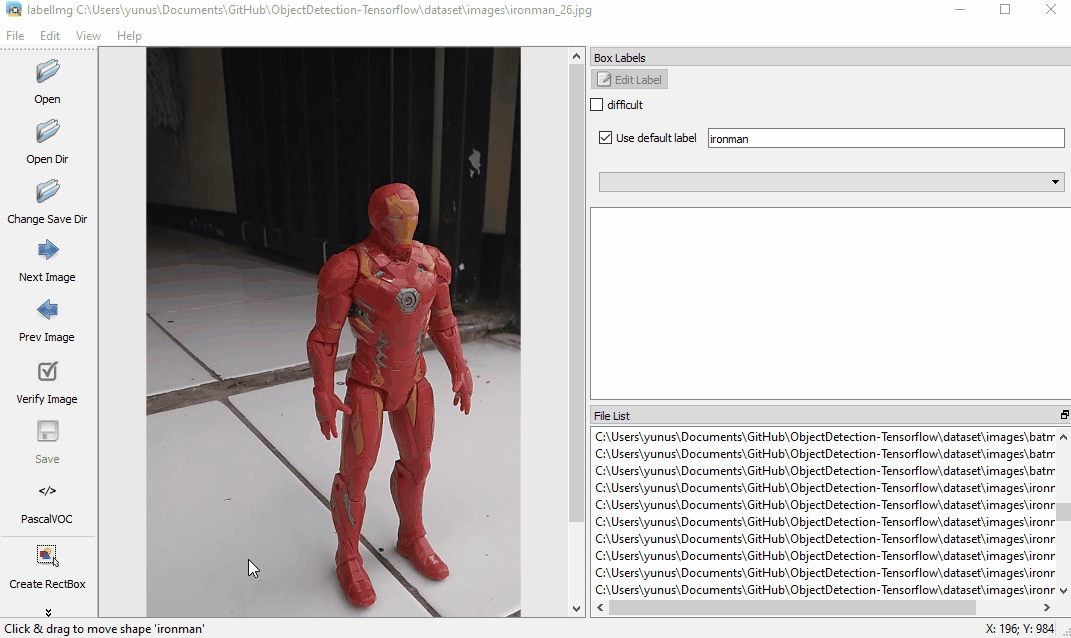 labelImg C:\Users\yunus\Documents\GitHub\ObjectDetection-Tensorflow\dataset\images\ironman_26.jpg
File Edit View Help
Open
Open Dir
Change Save Dir
Next Image
Prev Image
Verify Image
Save
</>
PascalVOC
Create RectBox
Box Labels
Edit Label
difficult
Use default label ironman
File List
C:\Users\yunus\Documents\GitHub\ObjectDetection-Tensorflow\dataset\images\batm
C:\Users\yunus\Documents\GitHub\ObjectDetection-Tensorflow\dataset\images\batm
C:\Users\yunus\Documents\GitHub\ObjectDetection-Tensorflow\dataset\images\batm
C:\Users\yunus\Documents\GitHub\ObjectDetection-Tensorflow\dataset\images\ironr
C:\Users\yunus\Documents\GitHub\ObjectDetection-Tensorflow\dataset\images\ironr
C:\Users\yunus\Documents\GitHub\ObjectDetection-Tensorflow\dataset\images\ironr
C:\Users\yunus\Documents\GitHub\ObjectDetection-Tensorflow\dataset\images\ironr
C:\Users\yunus\Documents\GitHub\ObjectDetection-Tensorflow\dataset\images\ironr
C:\Users\yunus\Documents\GitHub\ObjectDetection-Tensorflow\dataset\images\ironr
C:\Users\yunus\Documents\GitHub\ObjectDetection-Tensorflow\dataset\images\ironr
Click & drag to move shape 'ironman'
X: 196; Y: 984